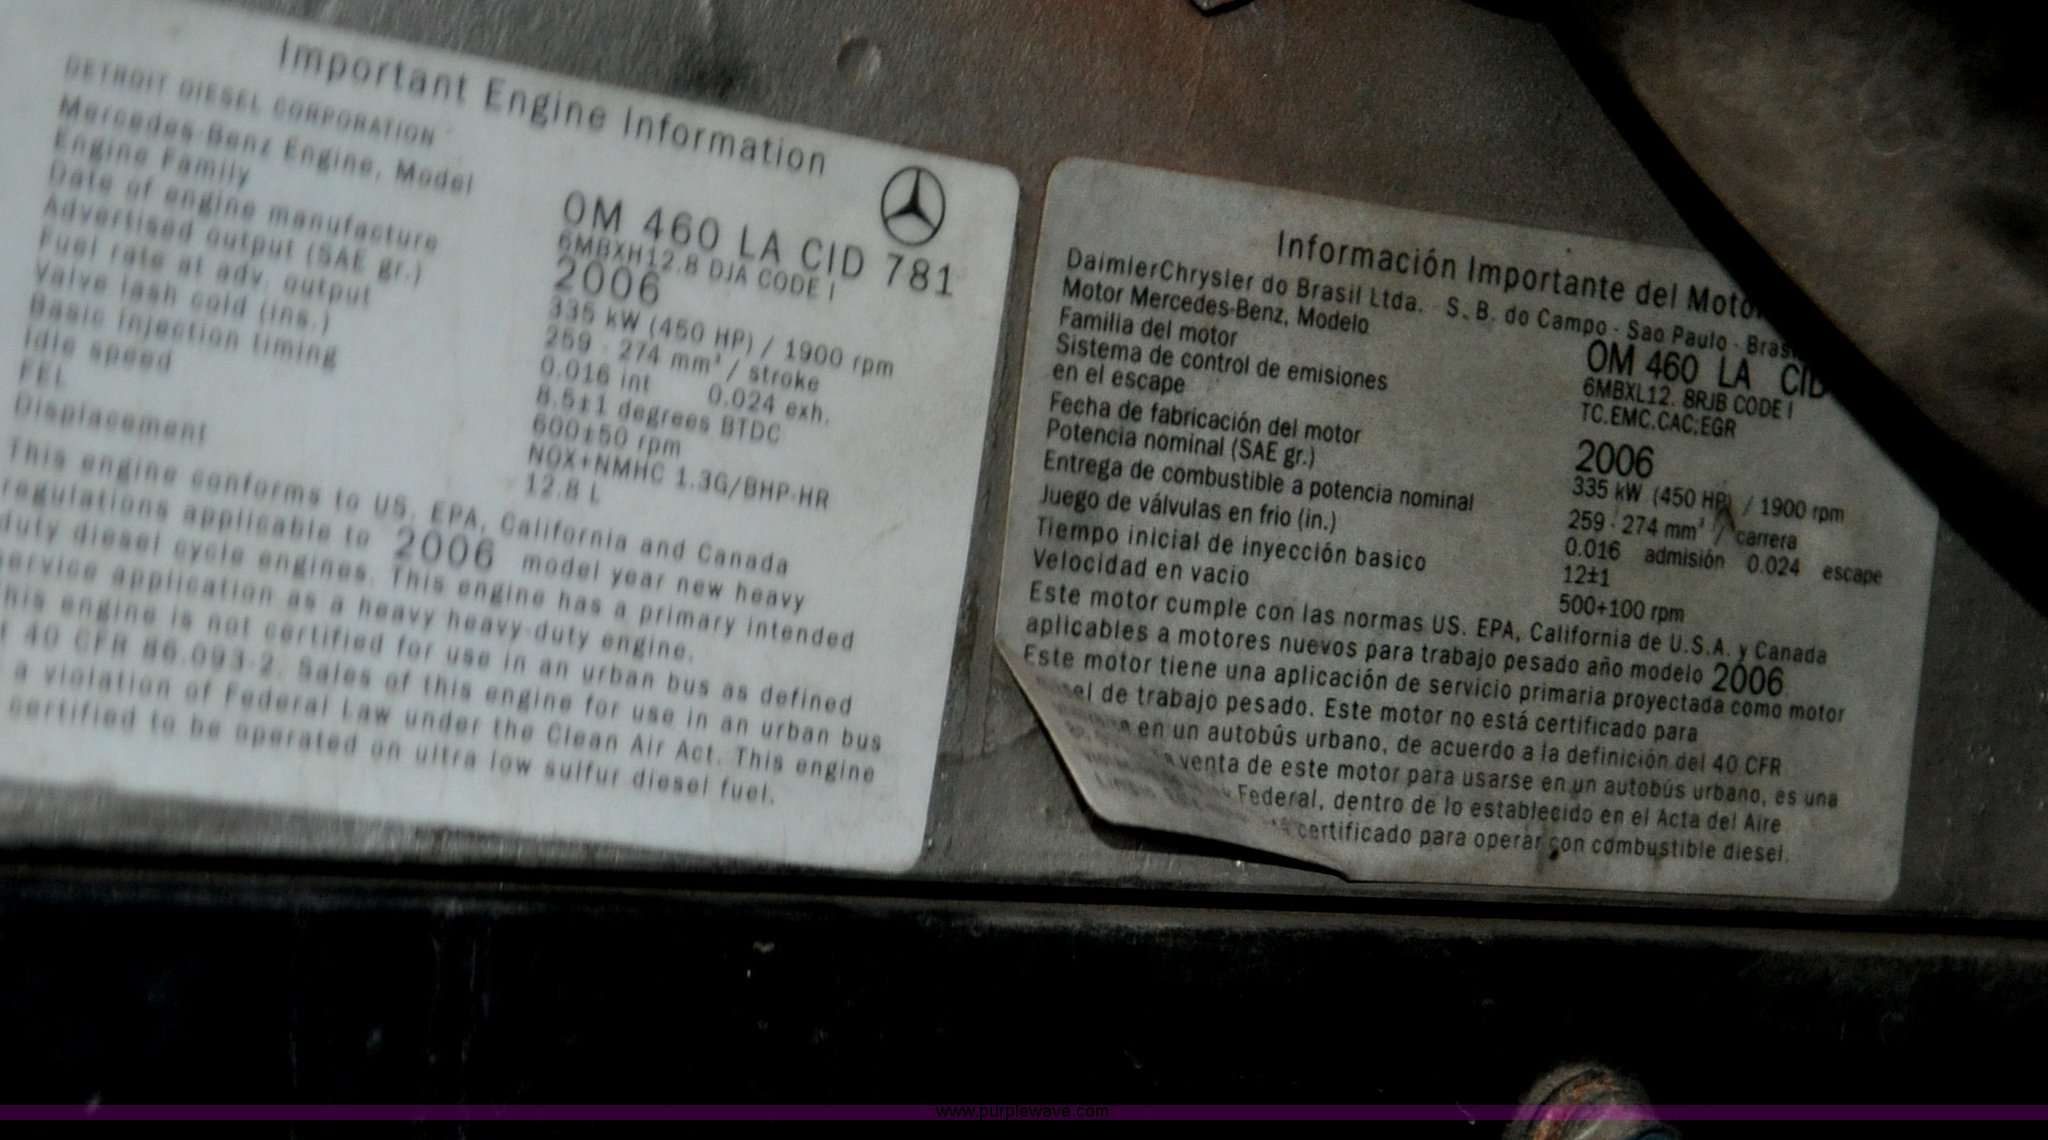 Important Engine Information
DETROIT DIESEL CORPORATION
Mercedes-Benz Engine, Model OM 460 LA CID 781
Engine Family 6MBXH12.8 DJA CODE I
Date of engine manufacture 2006
Advertised output (SAE gr.) 335 kW (450 HP) / 1900 rpm
Fuel rate at adv. output 259 - 274 mm³ / stroke
Valve lash cold (ins.) 0.016 int 0.024 exh.
Basic injection timing 8.5±1 degrees BTDC
Idle speed 600±50 rpm
FEL NOX+NMHC 1.3G/BHP-HR
Displacement 12.8 L
This engine conforms to US. EPA, California and Canada
regulations applicable to 2006 model year new heavy
duty diesel cycle engines. This engine has a primary intended
service application as a heavy heavy-duty engine.
This engine is not certified for use in an urban bus as defined
at 40 CFR 86.093-2. Sales of this engine for use in an urban bus
a violation of Federal Law under the Clean Air Act. This engine
certified to be operated on ultra low sulfur diesel fuel.
Información Importante del Motor
DaimlerChrysler do Brasil Ltda. - S. B. do Campo - Sao Paulo - Bras
Motor Mercedes-Benz, Modelo OM 460 LA CID
Familia del motor 6MBXL12. 8RJB CODE I
Sistema de control de emisiones TC.EMC.CAC;EGR
en el escape
Fecha de fabricación del motor 2006
Potencia nominal (SAE gr.) 335 kW (450 HP) / 1900 rpm
Entrega de combustible a potencia nominal 259 - 274 mm³ / carrera
Juego de válvulas en frio (in.) 0.016 admisión 0.024 escape
Tiempo inicial de inyección basico 12±1
Velocidad en vacio 500+100 rpm
Este motor cumple con las normas US. EPA, California de U.S.A. y Canada
aplicables a motores nuevos para trabajo pesado año modelo 2006
Este motor tiene una aplicación de servicio primaria proyectada como motor
de trabajo pesado. Este motor no está certificado para
en un autobús urbano, de acuerdo a la definición del 40 CFR
venta de este motor para usarse en un autobús urbano, es una
Federal, dentro de lo establecido en el Acta del Aire
certificado para operar con combustible diesel.
www.purplewave.com